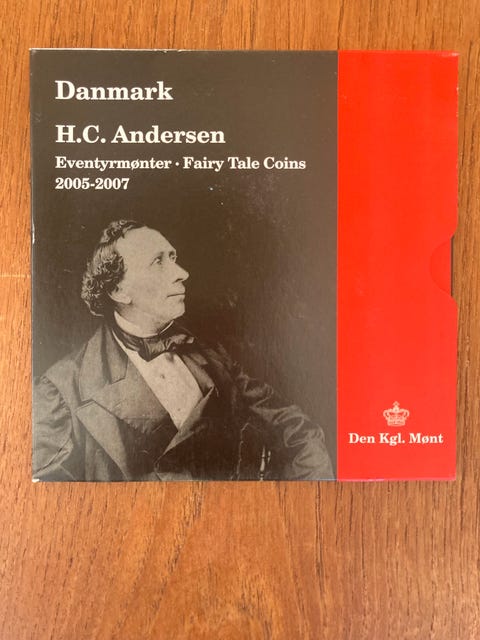 Danmark
H.C. Andersen
Eventyrmønter · Fairy Tale Coins
2005-2007
Den Kgl. Mønt